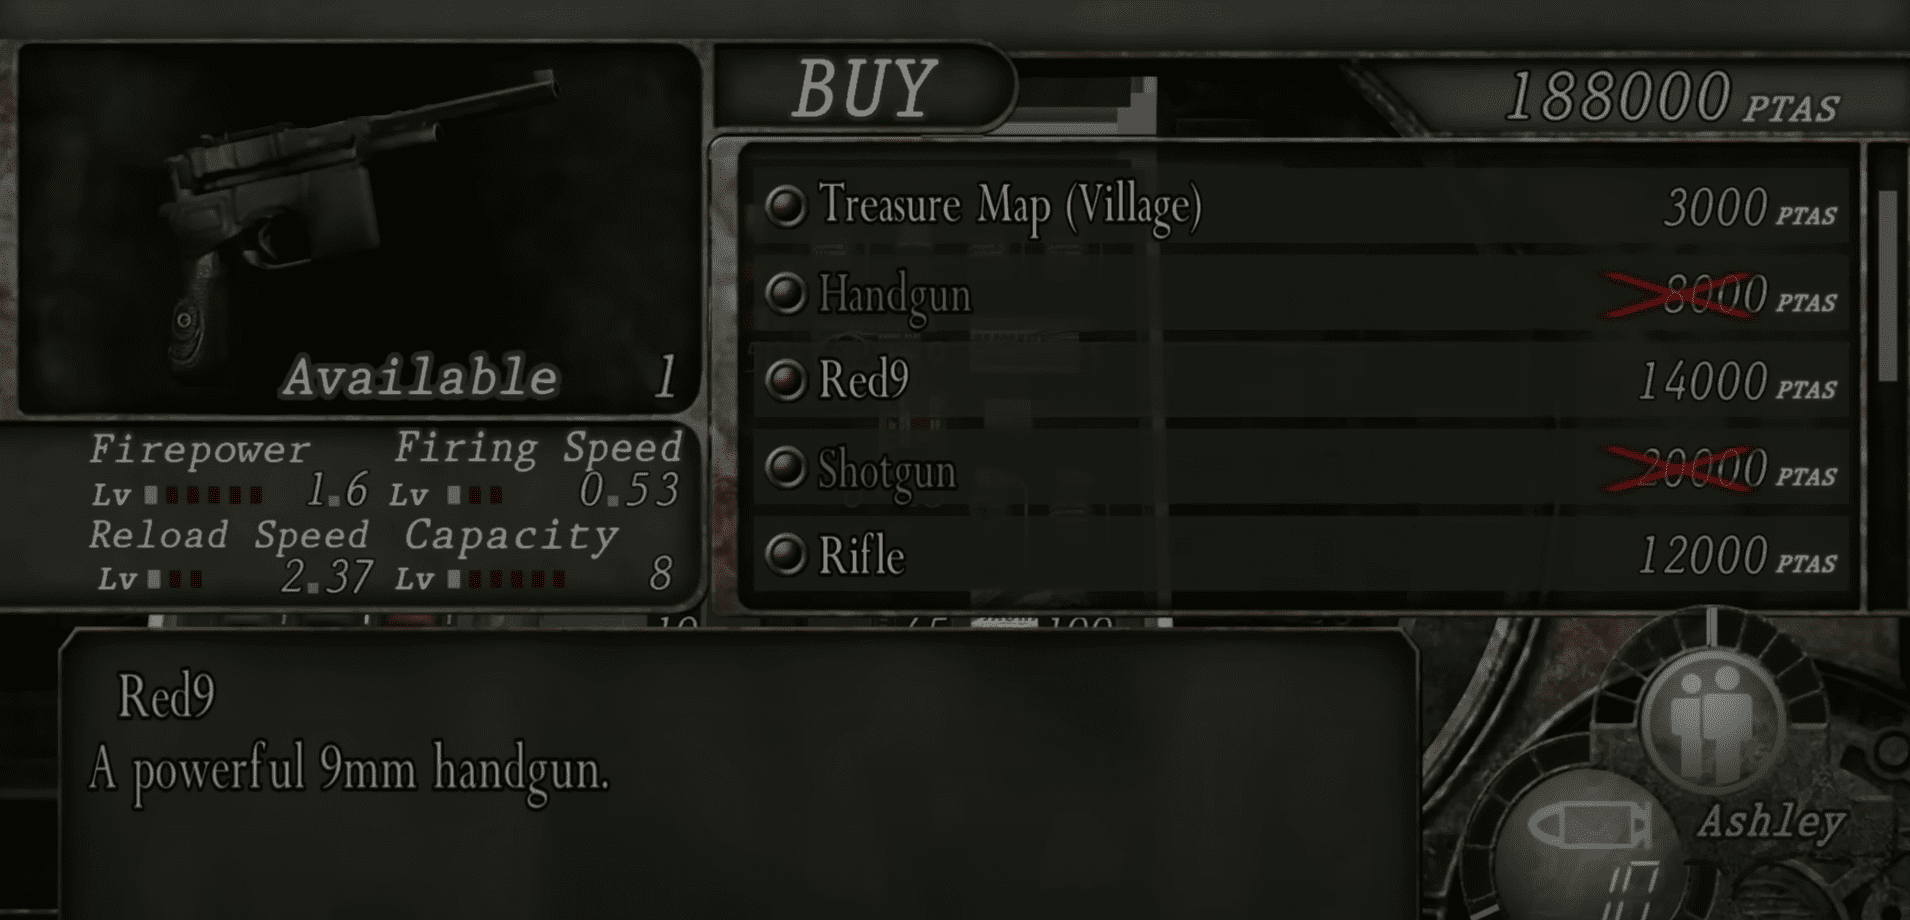 BUY
188000 PTAS
Treasure Map (Village) 3000 PTAS
Handgun 8000 PTAS
Red9 14000 PTAS
Shotgun 20000 PTAS
Rifle 12000 PTAS
Available 1
Firepower Firing Speed
Lv 1.6 Lv 0.53
Reload Speed Capacity
Lv 2.37 Lv 8
Red9
A powerful 9mm handgun.
Ashley
10